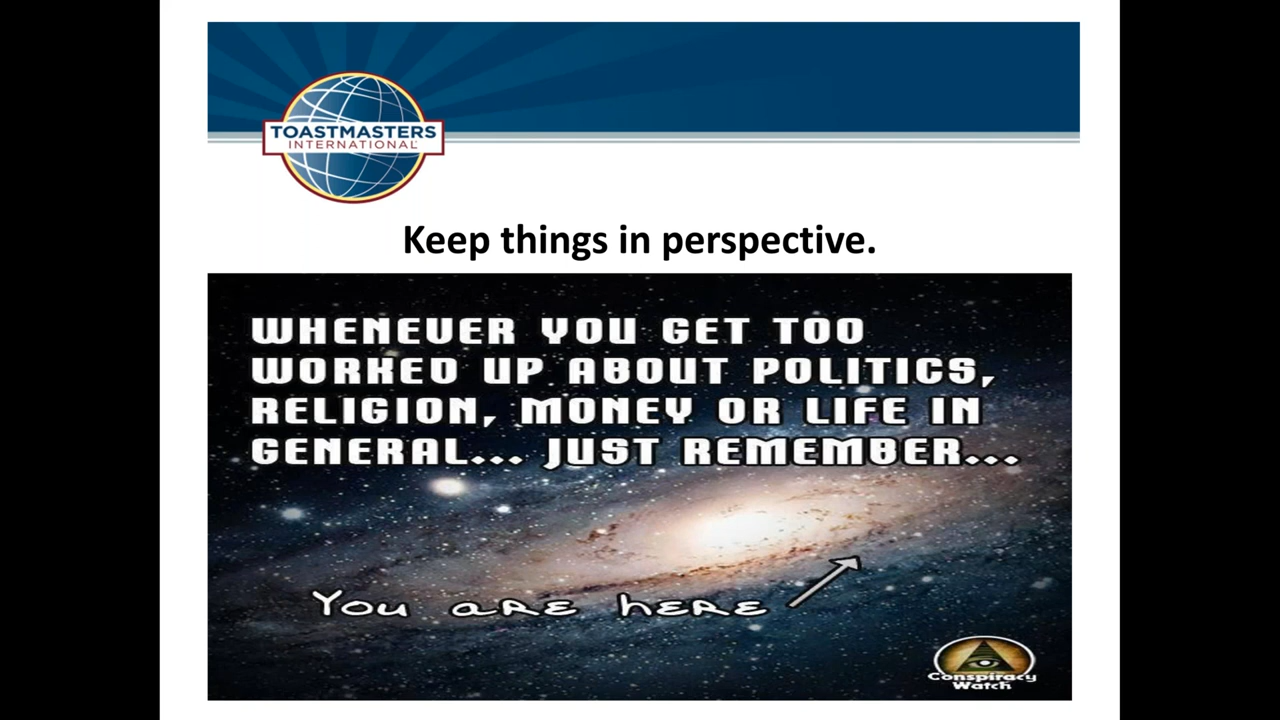 TOASTMASTERS
INTERNATIONAL
Keep things in perspective.
WHENEVER YOU GET TOO
WORKED UP ABOUT POLITICS,
RELIGION, MONEY OR LIFE IN
GENERAL... JUST REMEMBER...
You are here
Conspiracy
Watch